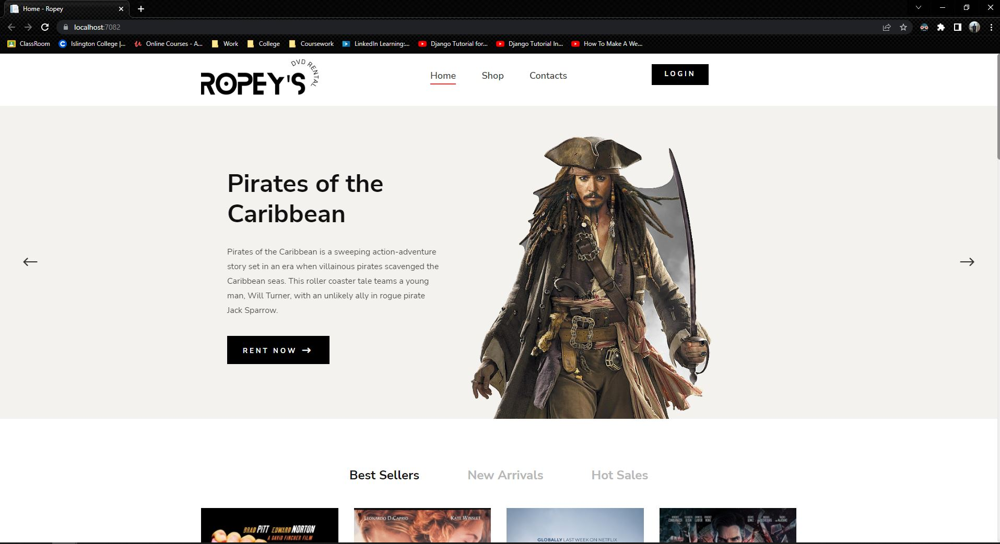 Home - Ropey
localhost:7082
ClassRoom
Islington College |...
Online Courses - A...
Work
College
Coursework
LinkedIn Learning:...
Django Tutorial for...
Django Tutorial In...
How To Make A We...
ROPEY'S
DVD RENTAL
Home
Shop
Contacts
LOGIN
Pirates of the
Caribbean
Pirates of the Caribbean is a sweeping action-adventure
story set in an era when villainous pirates scavenged the
Caribbean seas. This roller coaster tale teams a young
man, Will Turner, with an unlikely ally in rogue pirate
Jack Sparrow.
RENT NOW
Best Sellers
New Arrivals
Hot Sales
BRAD PITT EDWARD NORTON
A DAVID FINCHER FILM
LEONARDO DICAPRIO
KATE WINSLET
GLOBALLY LAST WEEK ON NETFLIX